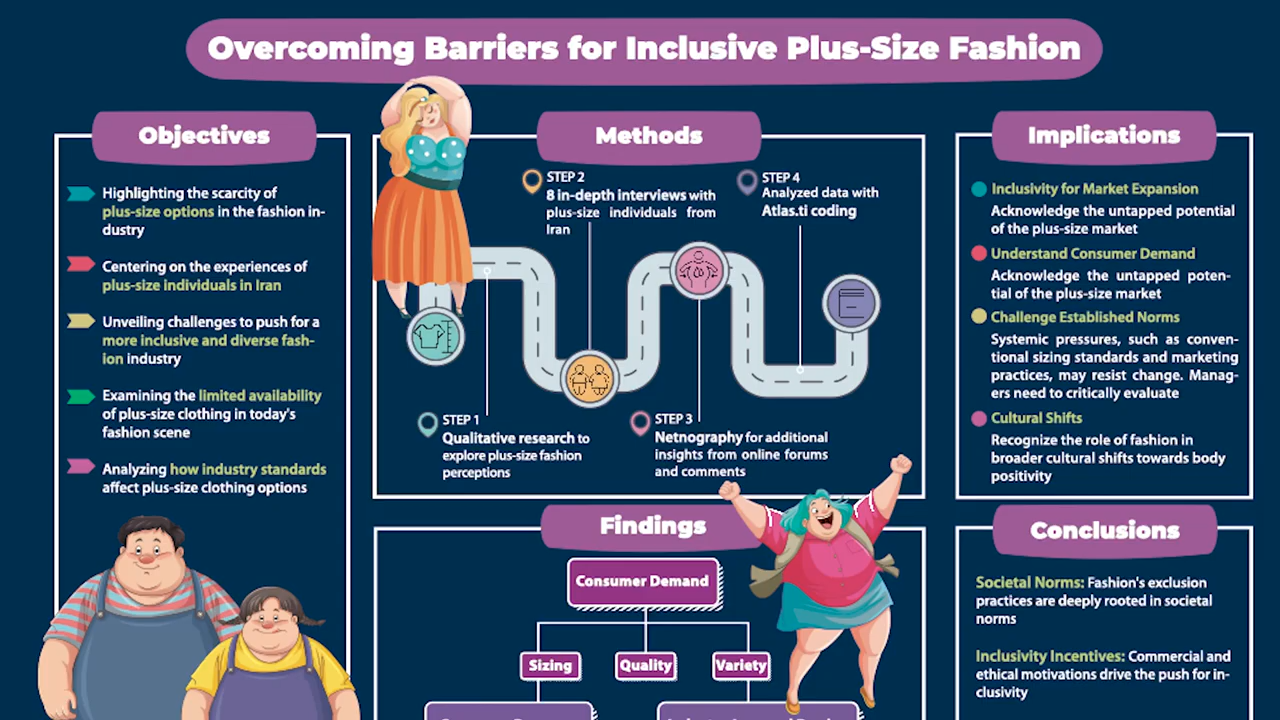 Overcoming Barriers for Inclusive Plus-Size Fashion
Objectives
Highlighting the scarcity of
plus-size options in the fashion in-
dustry
Centering on the experiences of
plus-size individuals in Iran
Unveiling challenges to push for a
more inclusive and diverse fash-
ion industry
Examining the limited availability
of plus-size clothing in today's
fashion scene
Analyzing how industry standards
affect plus-size clothing options
Methods
STEP 2
8 in-depth interviews with
plus-size individuals from
Iran
STEP 4
Analyzed data with
Atlas.ti coding
STEP 1
Qualitative research to
explore plus-size fashion
perceptions
STEP 3
Netnography for additional
insights from online forums
and comments
Findings
Consumer Demand
Sizing
Quality
Variety
Implications
Inclusivity for Market Expansion
Acknowledge the untapped potential
of the plus-size market
Understand Consumer Demand
Acknowledge the untapped poten-
tial of the plus-size market
Challenge Established Norms
Systemic pressures, such as conven-
tional sizing standards and marketing
practices, may resist change. Manag-
ers need to critically evaluate
Cultural Shifts
Recognize the role of fashion in
broader cultural shifts towards body
positivity
Conclusions
Societal Norms: Fashion's exclusion
practices are deeply rooted in societal
norms
Inclusivity Incentives: Commercial and
ethical motivations drive the push for in-
clusivity